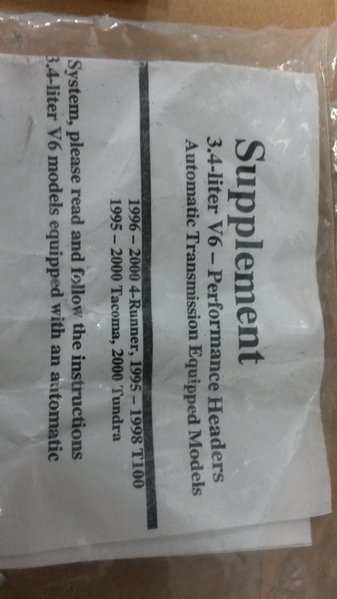 Supplement
3.4-liter V6 – Performance Headers
Automatic Transmission Equipped Models
1996 – 2000 4-Runner, 1995 – 1998 T100
1995 – 2000 Tacoma, 2000 Tundra
System, please read and follow the instructions
3.4-liter V6 models equipped with an automatic